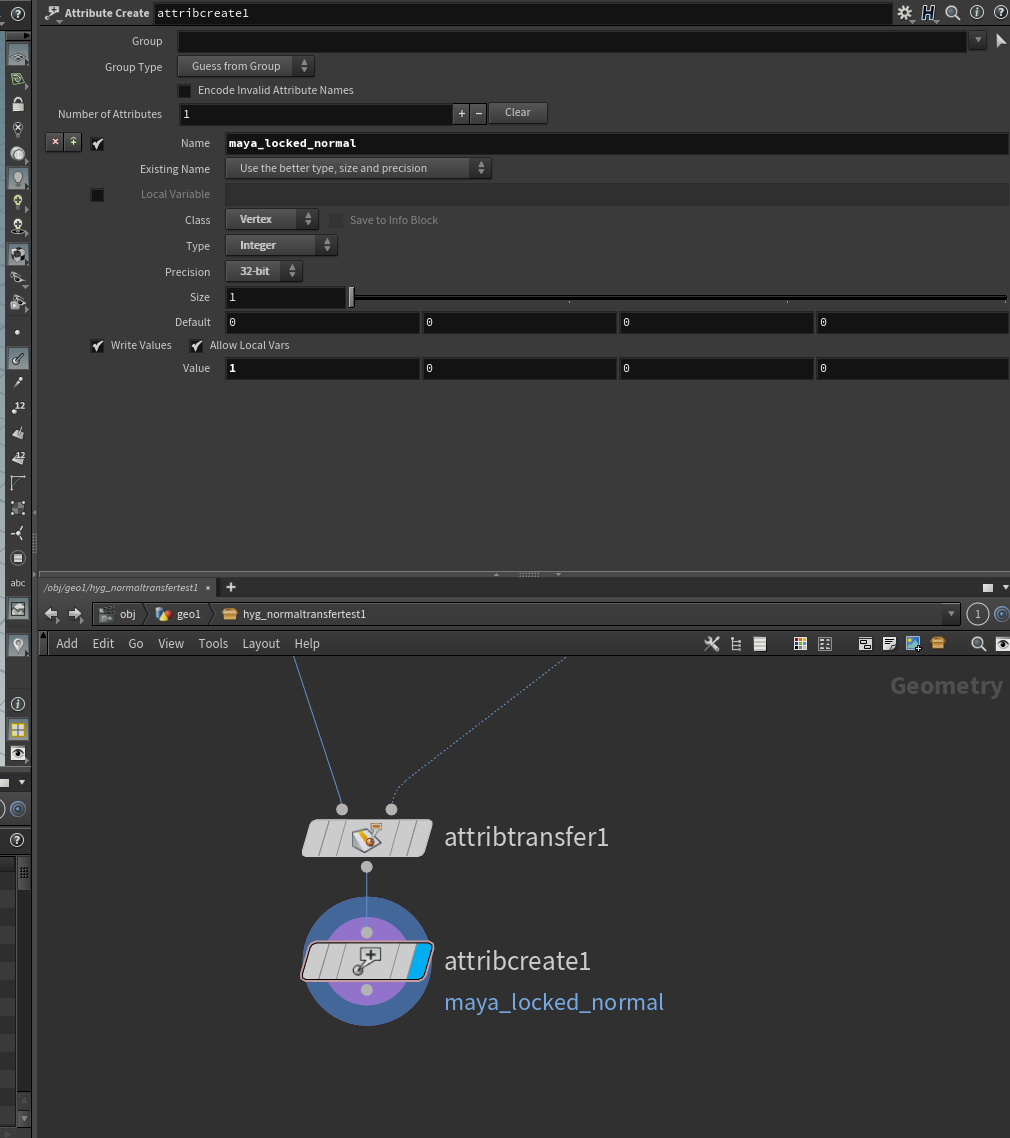 Attribute Create attribcreate1
Group
Group Type Guess from Group
Encode Invalid Attribute Names
Number of Attributes 1 + − Clear
Name maya_locked_normal
Existing Name Use the better type, size and precision
Local Variable
Class Vertex Save to Info Block
Type Integer
Precision 32-bit
Size 1
Default 0 0 0 0
Write Values Allow Local Vars
Value 1 0 0 0
12
12
abc
/obj/geo1/hyg_normaltransfertest1 × +
obj geo1 hyg_normaltransfertest1 1
Add Edit Go View Tools Layout Help
Geometry
attribtransfer1
attribcreate1
maya_locked_normal